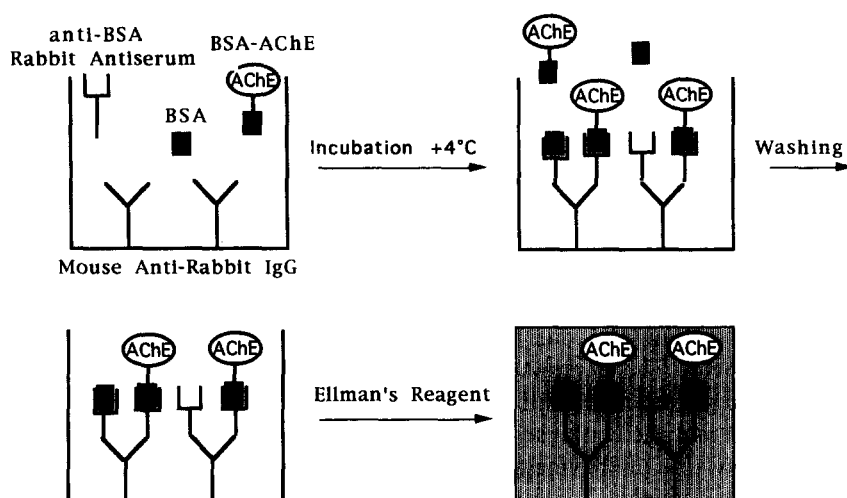 anti-BSA
Rabbit Antiserum
BSA-AChE
AChE
BSA
Mouse Anti-Rabbit IgG
Incubation +4°C
AChE
AChE
AChE
Washing
AChE
AChE
Ellman's Reagent
AChE
AChE